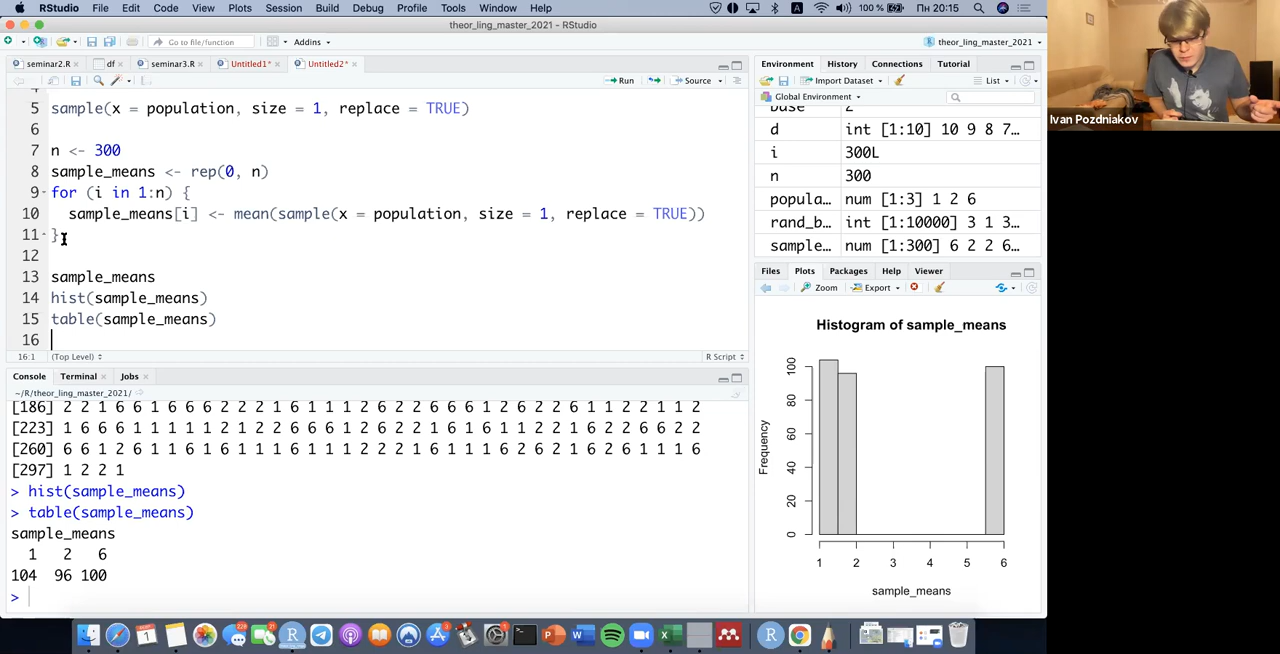 RStudio File Edit Code View Plots Session Build Debug Profile Tools Window Help 100 % Пн 20:15
theor_ling_master_2021 - RStudio
Go to file/function Addins theor_ling_master_2021
seminar2.R × df × seminar3.R × Untitled1* × Untitled2* ×
Run Source
5 sample(x = population, size = 1, replace = TRUE)
6
7 n <- 300
8 sample_means <- rep(0, n)
9 for (i in 1:n) {
10 sample_means[i] <- mean(sample(x = population, size = 1, replace = TRUE))
11 }
12
13 sample_means
14 hist(sample_means)
15 table(sample_means)
16
16:1 (Top Level) R Script
Console Terminal × Jobs ×
~/R/theor_ling_master_2021/
[186] 2 2 1 6 6 1 6 6 6 2 2 2 1 6 1 1 1 2 6 2 2 6 6 6 1 2 6 2 2 6 1 1 2 2 1 1 2
[223] 1 6 6 6 1 1 1 1 2 1 2 2 6 6 6 1 2 6 1 6 2 1 6 2 2 6 6 2 1 6 1 2 2 6 6 2 2
[260] 6 6 1 2 6 1 1 6 1 6 1 1 1 6 1 1 1 2 2 2 1 6 1 1 1 6 2 6 2 1 6 2 1 1 1 1 6
[297] 1 2 2 1
> hist(sample_means)
> table(sample_means)
sample_means
1 2 6
104 96 100
>
Environment History Connections Tutorial
Import Dataset List
Global Environment
d int [1:10] 10 9 8 7…
i 300L
n 300
popula… num [1:3] 1 2 6
rand_b… int [1:10000] 3 1 3…
sample… num [1:300] 6 2 2 6…
Files Plots Packages Help Viewer
Zoom Export
Histogram of sample_means
Frequency
0 20 40 60 80 100
1 2 3 4 5 6
sample_means
Ivan Pozdniakov